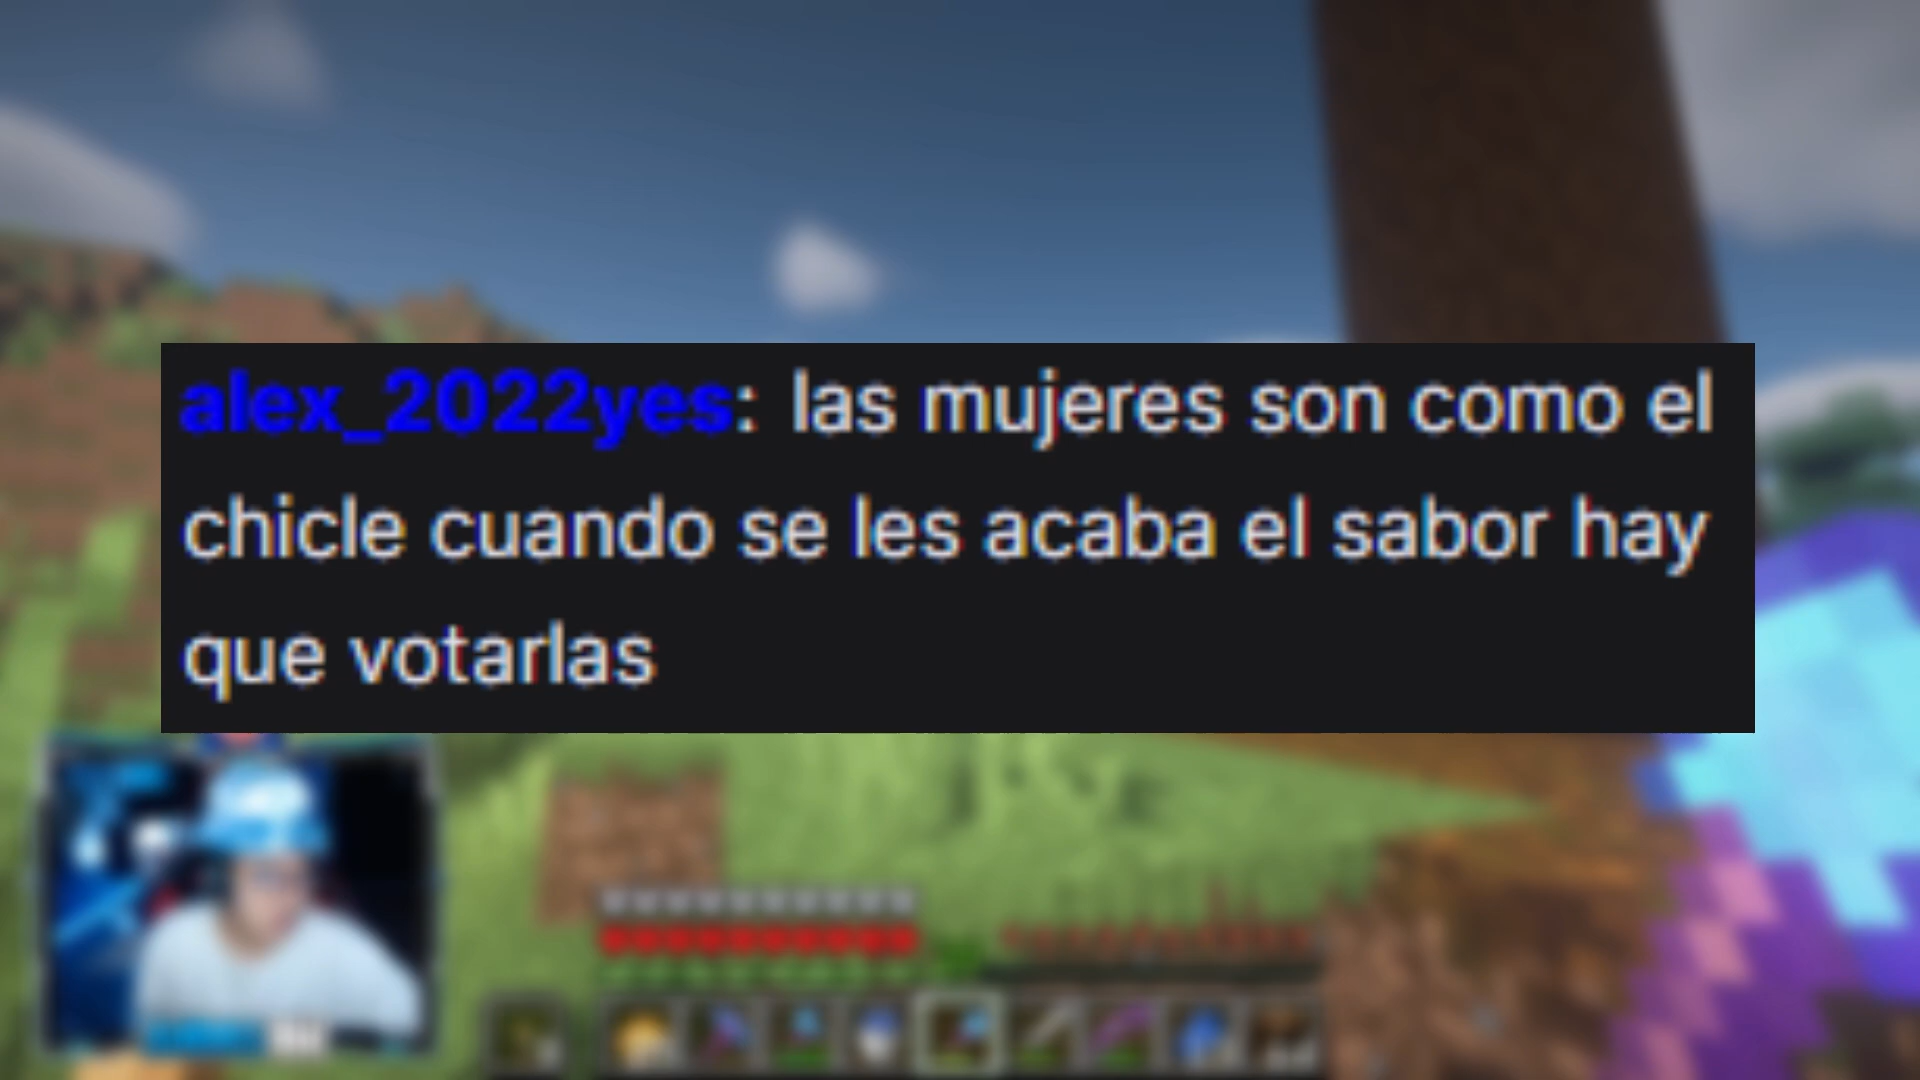 alex_2022yes: las mujeres son como el
chicle cuando se les acaba el sabor hay
que votarlas